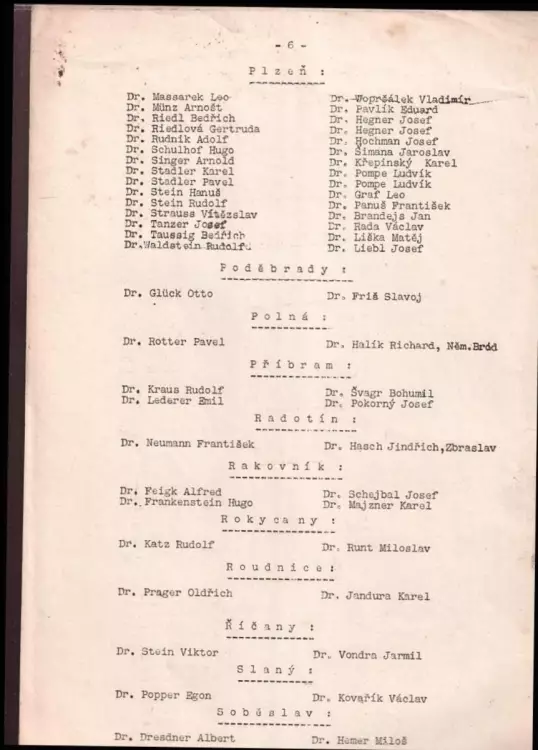 - 6 -
Plzeň :
Dr. Massarek Leo Dr. Vopršálek Vladimír
Dr. Münz Arnošt Dr. Pavlík Eduard
Dr. Riedl Bedřich Dr. Hegner Josef
Dr. Riedlová Gertruda Dr. Hegner Josef
Dr. Rudnik Adolf Dr. Hochman Josef
Dr. Schulhof Hugo Dr. Šimana Jaroslav
Dr. Singer Arnold Dr. Křepinský Karel
Dr. Stadler Karel Dr. Pompe Ludvík
Dr. Stadler Pavel Dr. Pompe Ludvík
Dr. Stein Hanuš Dr. Graf Leo
Dr. Stein Rudolf Dr. Panuš František
Dr. Strauss Vítězslav Dr. Brandejs Jan
Dr. Tanzer Josef Dr. Rada Václav
Dr. Taussig Bedřich Dr. Liška Matěj
Dr. Waldstein Rudolf. Dr. Liebl Josef
Poděbrady :
Dr. Glück Otto Dr. Friš Slavoj
Polná :
Dr. Rotter Pavel Dr. Halík Richard, Něm.Brod
Příbram :
Dr. Kraus Rudolf Dr. Švagr Bohumil
Dr. Lederer Emil Dr. Pokorný Josef
Radotín :
Dr. Neumann František Dr. Hasch Jindřich,Zbraslav
Rakovník :
Dr. Feigk Alfred Dr. Schejbal Josef
Dr. Frankenstein Hugo Dr. Majzner Karel
Rokycany :
Dr. Katz Rudolf Dr. Runt Miloslav
Roudnice:
Dr. Prager Oldřich Dr. Jandura Karel
Říčany :
Dr. Stein Viktor Dr. Vondra Jarmil
Slaný :
Dr. Popper Egon Dr. Kovařík Václav
Soběslav :
Dr. Dresdner Albert Dr. Hemer Miloš